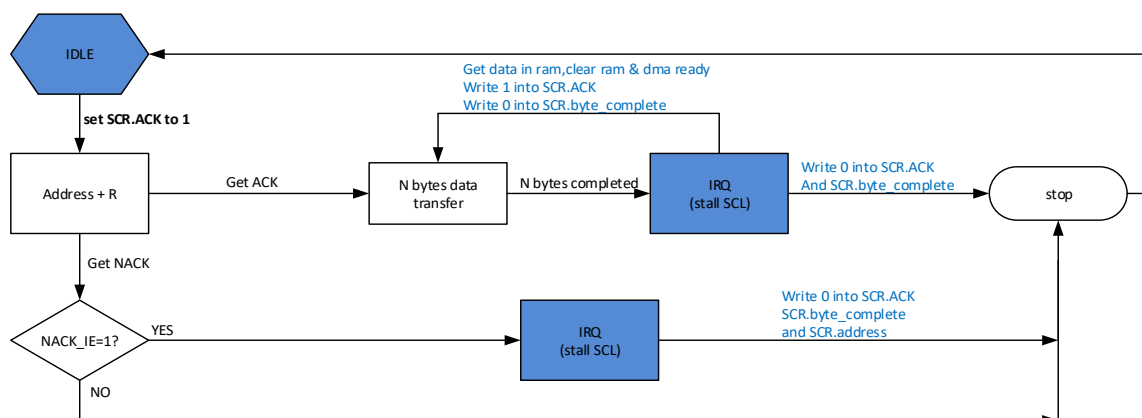 IDLE
Get data in ram,clear ram & dma ready
Write 1 into SCR.ACK
Write 0 into SCR.byte_complete
set SCR.ACK to 1
Address + R
Get ACK
N bytes data
transfer
N bytes completed
IRQ
(stall SCL)
Write 0 into SCR.ACK
And SCR.byte_complete
stop
Get NACK
NACK_IE=1?
YES
IRQ
(stall SCL)
Write 0 into SCR.ACK
SCR.byte_complete
and SCR.address
NO